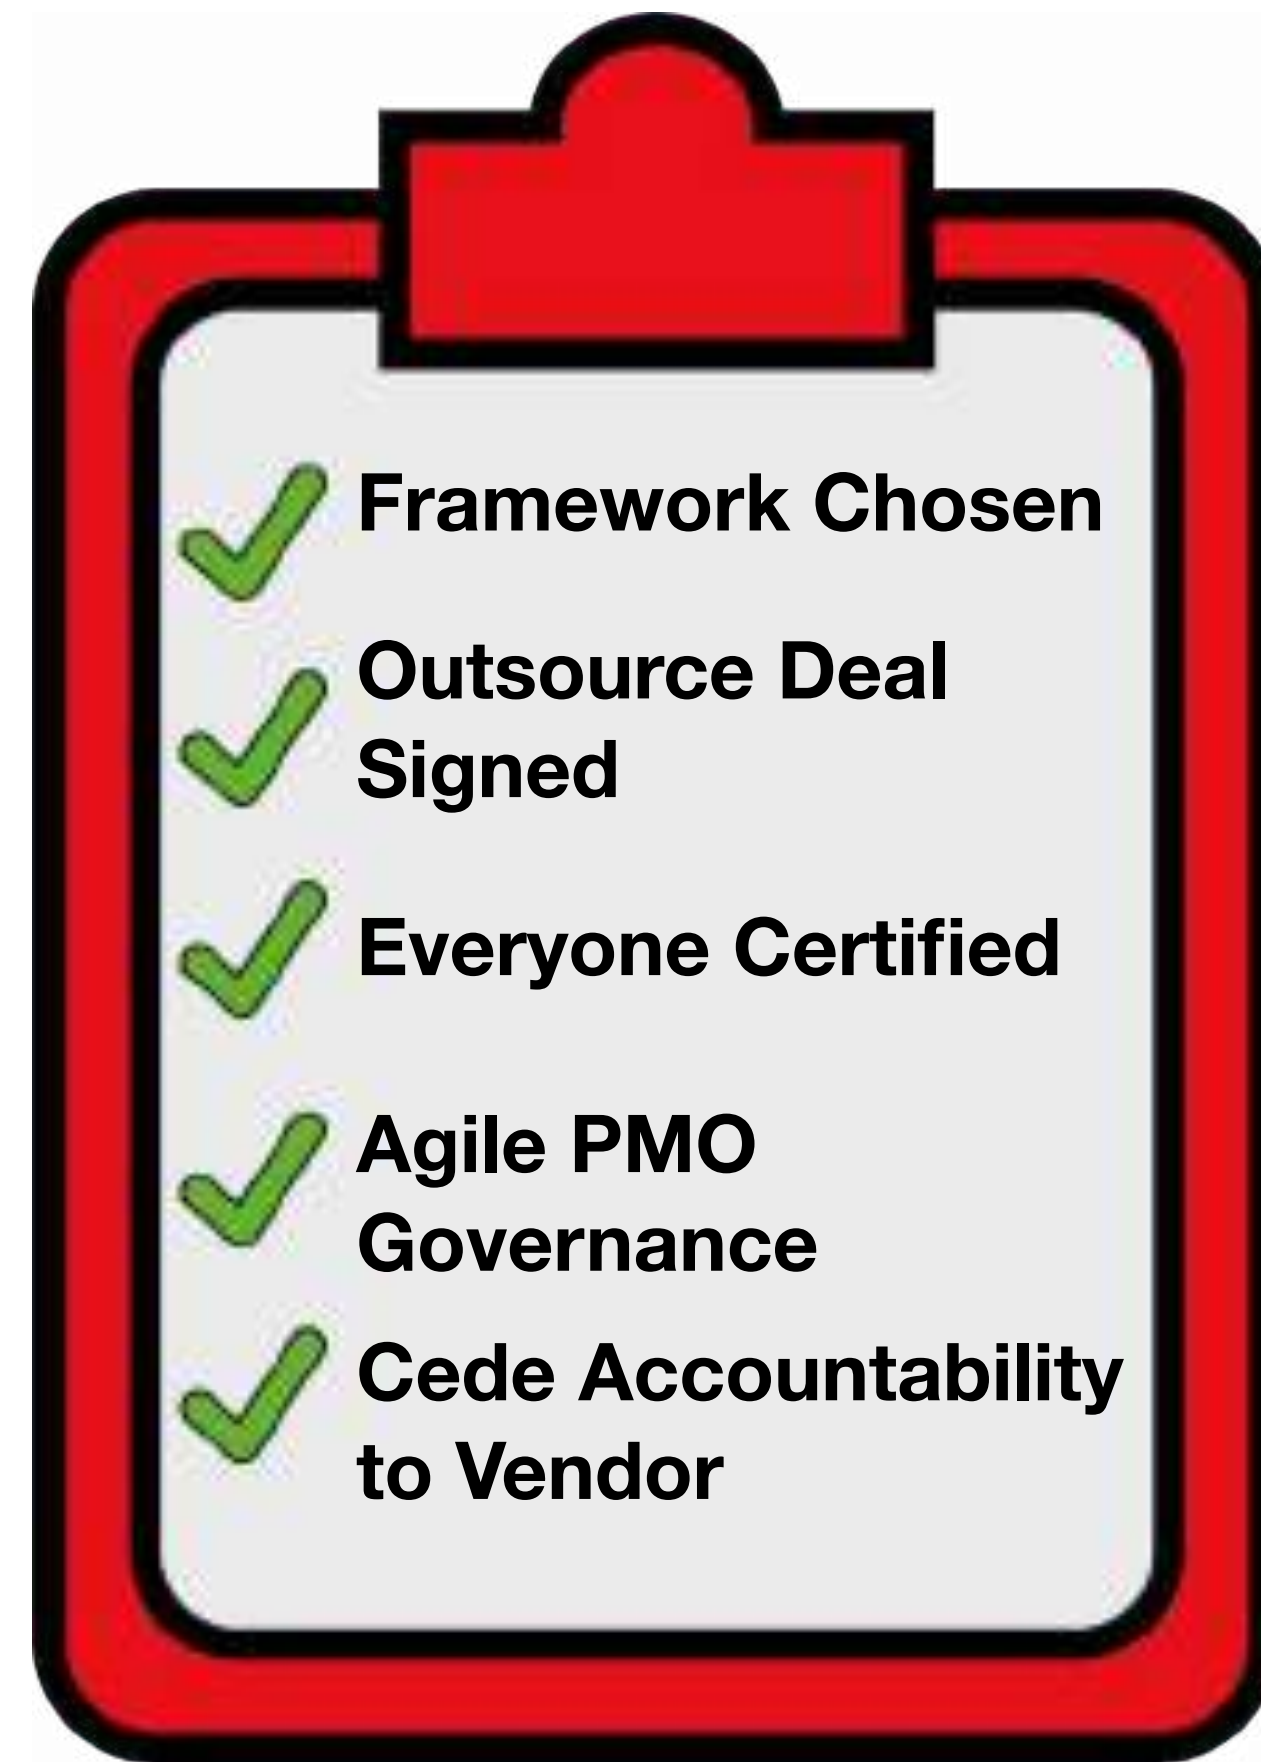 Framework Chosen
Outsource Deal
Signed
Everyone Certified
Agile PMO
Governance
Cede Accountability
to Vendor